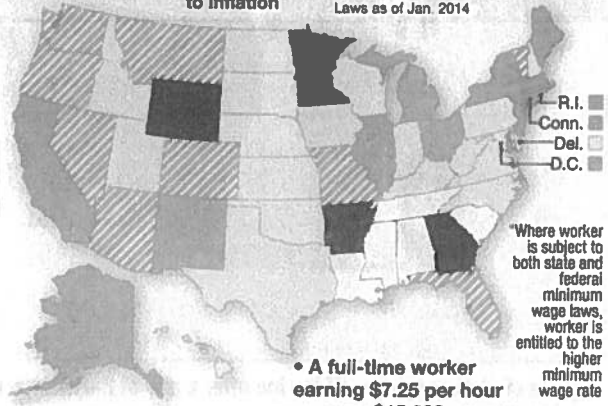 to inflation
Laws as of Jan. 2014
R.I.
Conn.
Del.
D.C.
*Where worker
is subject to
both state and
federal
minimum
wage laws,
worker is
entitled to the
higher
minimum
wage rate
• A full-time worker
earning $7.25 per hour